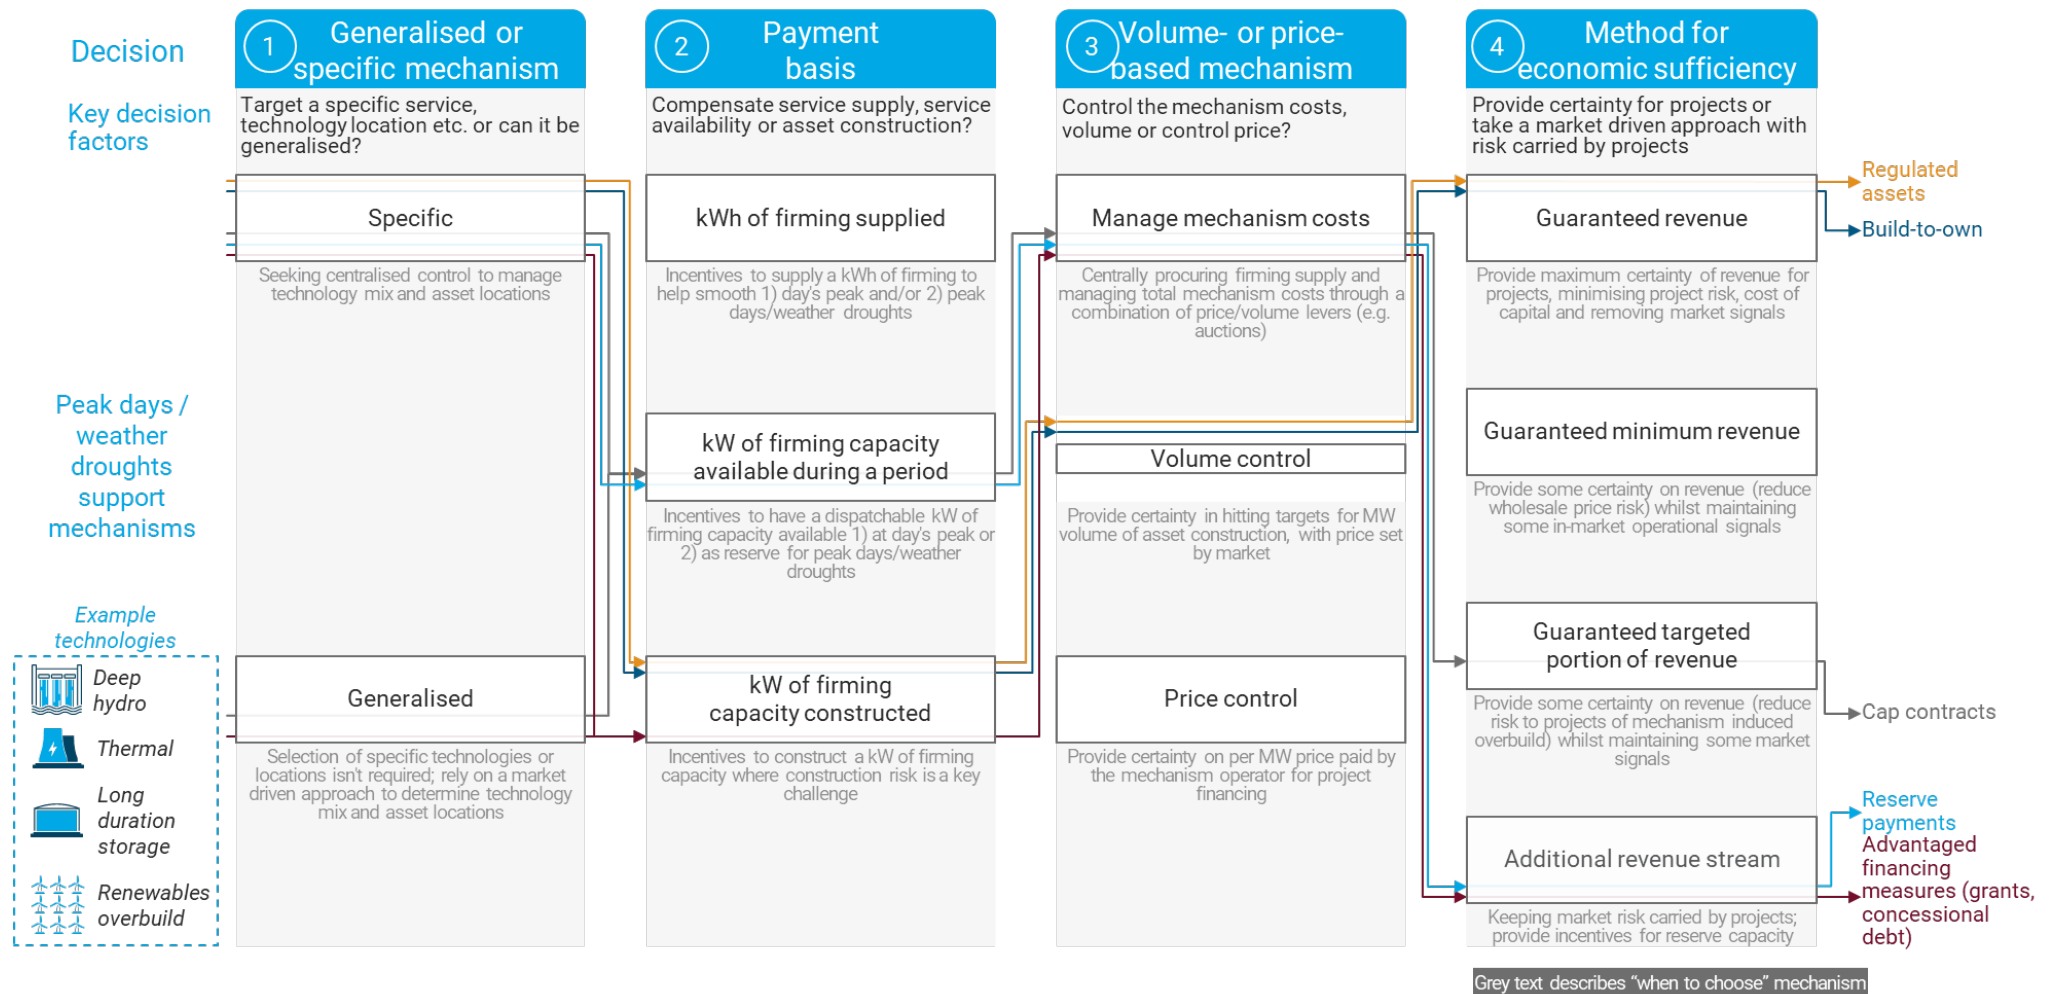 Decision
Key decision
factors
Peak days /
weather
droughts
support
mechanisms
Example
technologies
Deep
hydro
Thermal
Long
duration
storage
Renewables
overbuild
1
Generalised or
specific mechanism
Target a specific service,
technology location etc. or can it be
generalised?
Specific
Seeking centralised control to manage
technology mix and asset locations
Generalised
Selection of specific technologies or
locations isn't required; rely on a market
driven approach to determine technology
mix and asset locations
2
Payment
basis
Compensate service supply, service
availability or asset construction?
kWh of firming supplied
Incentives to supply a kWh of firming to
help smooth 1) day's peak and/or 2) peak
days/weather droughts
kW of firming capacity
available during a period
Incentives to have a dispatchable kW of
firming capacity available 1) at day's peak or
2) as reserve for peak days/weather
droughts
kW of firming
capacity constructed
Incentives to construct a kW of firming
capacity where construction risk is a key
challenge
3
Volume- or price-
based mechanism
Control the mechanism costs,
volume or control price?
Manage mechanism costs
Centrally procuring firming supply and
managing total mechanism costs through a
combination of price/volume levers (e.g.
auctions)
Volume control
Provide certainty in hitting targets for MW
volume of asset construction, with price set
by market
Price control
Provide certainty on per MW price paid by
the mechanism operator for project
financing
4
Method for
economic sufficiency
Provide certainty for projects or
take a market driven approach with
risk carried by projects
Guaranteed revenue
Provide maximum certainty of revenue for
projects, minimising project risk, cost of
capital and removing market signals
Guaranteed minimum revenue
Provide some certainty on revenue (reduce
wholesale price risk) whilst maintaining
some in-market operational signals
Guaranteed targeted
portion of revenue
Provide some certainty on revenue (reduce
risk to projects of mechanism induced
overbuild) whilst maintaining some market
signals
Additional revenue stream
Keeping market risk carried by projects;
provide incentives for reserve capacity
Regulated
assets
Build-to-own
Cap contracts
Reserve
payments
Advantaged
financing
measures (grants,
concessional
debt)
Grey text describes “when to choose” mechanism